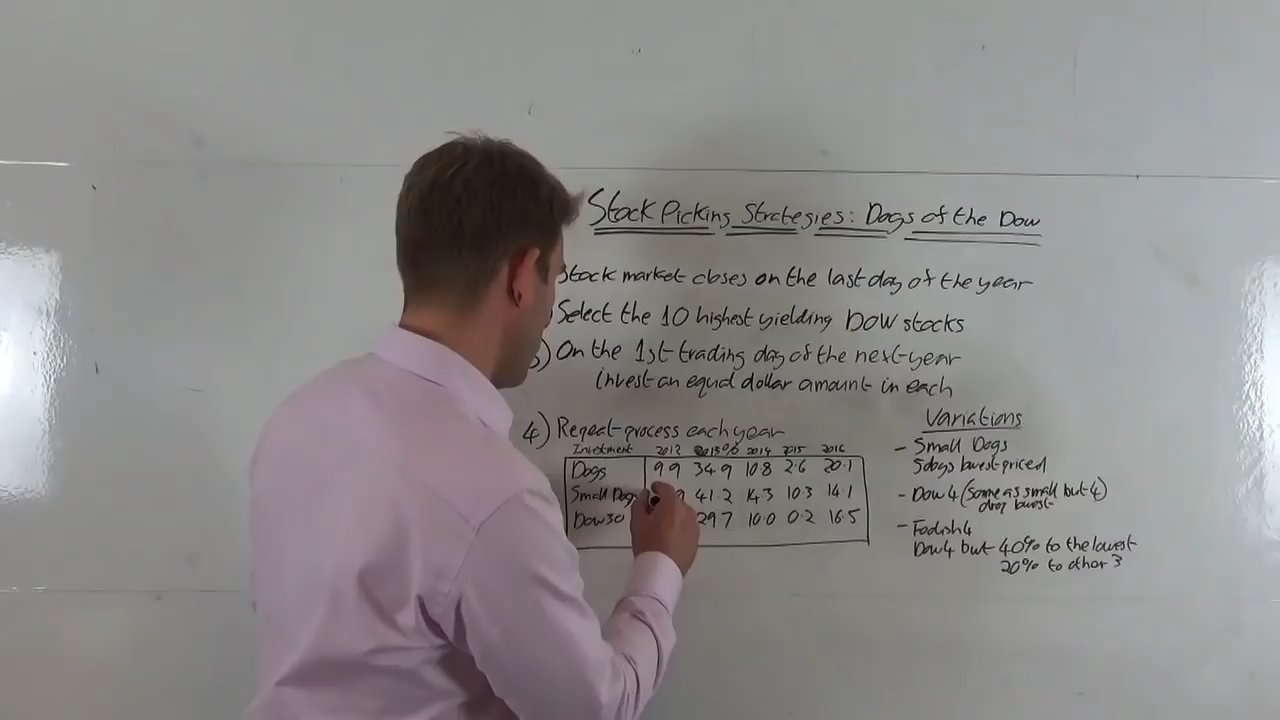 Stock Picking Strategies: Dogs of the Dow
Stock market closes on the last day of the year
Select the 10 highest yielding DOW stocks
3) On the 1st trading day of the next year
invest an equal dollar amount in each
4) Repeat process each year
Investment 2012 2013% 2014 2015 2016
Dogs 9.9 34.9 10.8 2.6 20.1
Small Dogs 41.2 14.3 10.3 14.1
Dow30 29.7 10.0 0.2 16.5
Variations
- Small Dogs
5 dogs lowest priced
- Dow 4 (same as small but 4)
drop lowest
- Foolish 4
Dow 4 but 40% to the lowest
20% to other 3